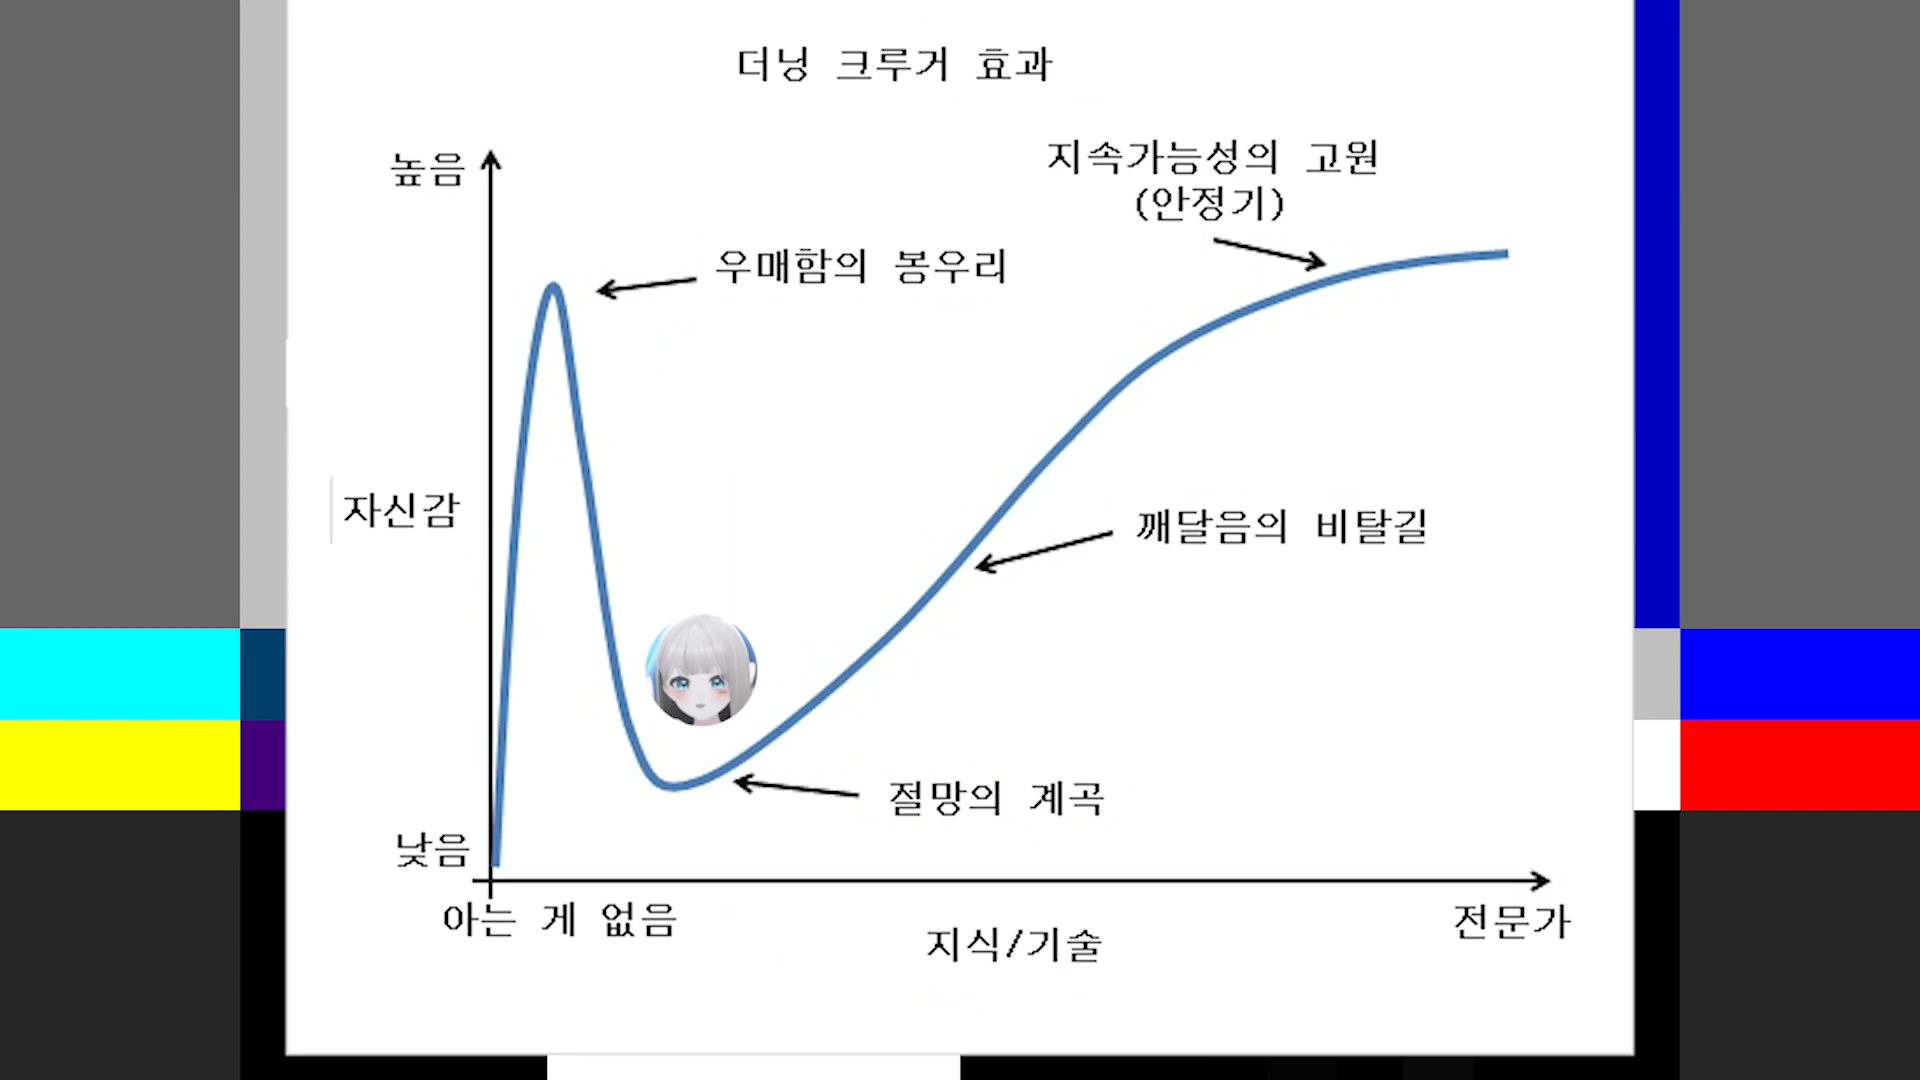 더닝 크루거 효과
높음
지속가능성의 고원
(안정기)
우매함의 봉우리
자신감
깨달음의 비탈길
절망의 계곡
낮음
아는 게 없음
지식/기술
전문가